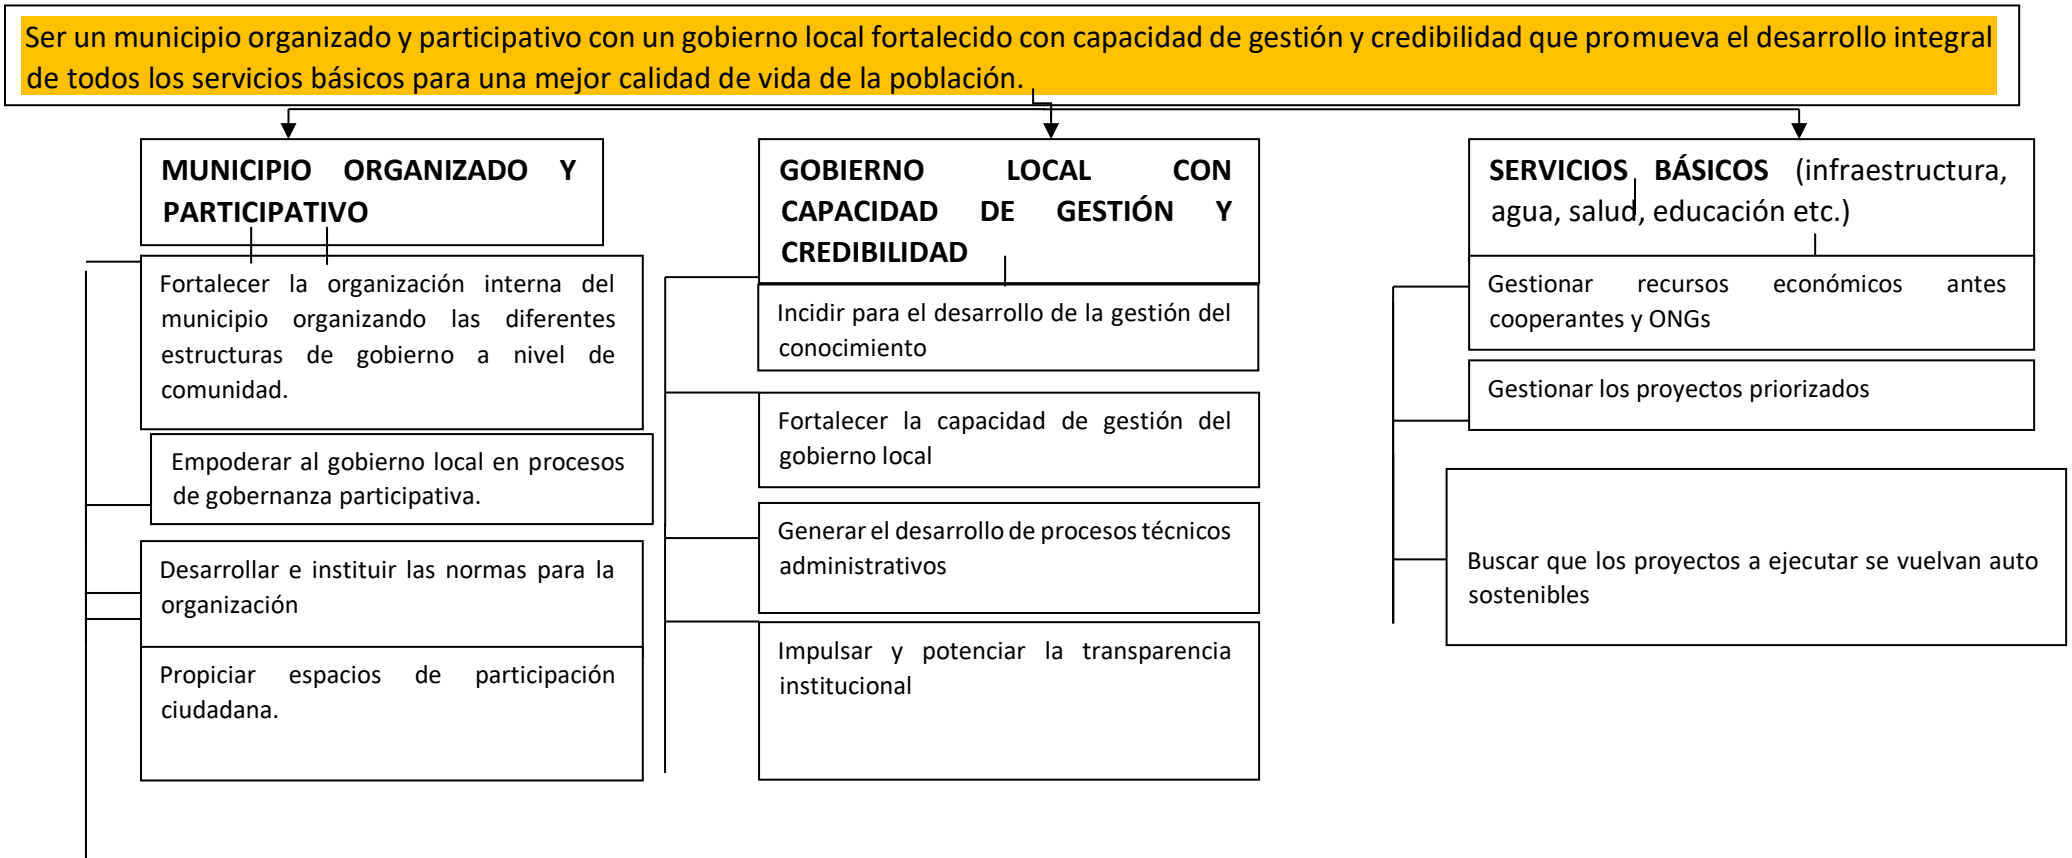 Ser un municipio organizado y participativo con un gobierno local fortalecido con capacidad de gestión y credibilidad que promueva el desarrollo integral
de todos los servicios básicos para una mejor calidad de vida de la población.
MUNICIPIO ORGANIZADO Y
PARTICIPATIVO
Fortalecer la organización interna del
municipio organizando las diferentes
estructuras de gobierno a nivel de
comunidad.
Empoderar al gobierno local en procesos
de gobernanza participativa.
Desarrollar e instituir las normas para la
organización
Propiciar espacios de participación
ciudadana.
GOBIERNO LOCAL CON
CAPACIDAD DE GESTIÓN Y
CREDIBILIDAD
Incidir para el desarrollo de la gestión del
conocimiento
Fortalecer la capacidad de gestión del
gobierno local
Generar el desarrollo de procesos técnicos
administrativos
Impulsar y potenciar la transparencia
institucional
SERVICIOS BÁSICOS (infraestructura,
agua, salud, educación etc.)
Gestionar recursos económicos antes
cooperantes y ONGs
Gestionar los proyectos priorizados
Buscar que los proyectos a ejecutar se vuelvan auto
sostenibles